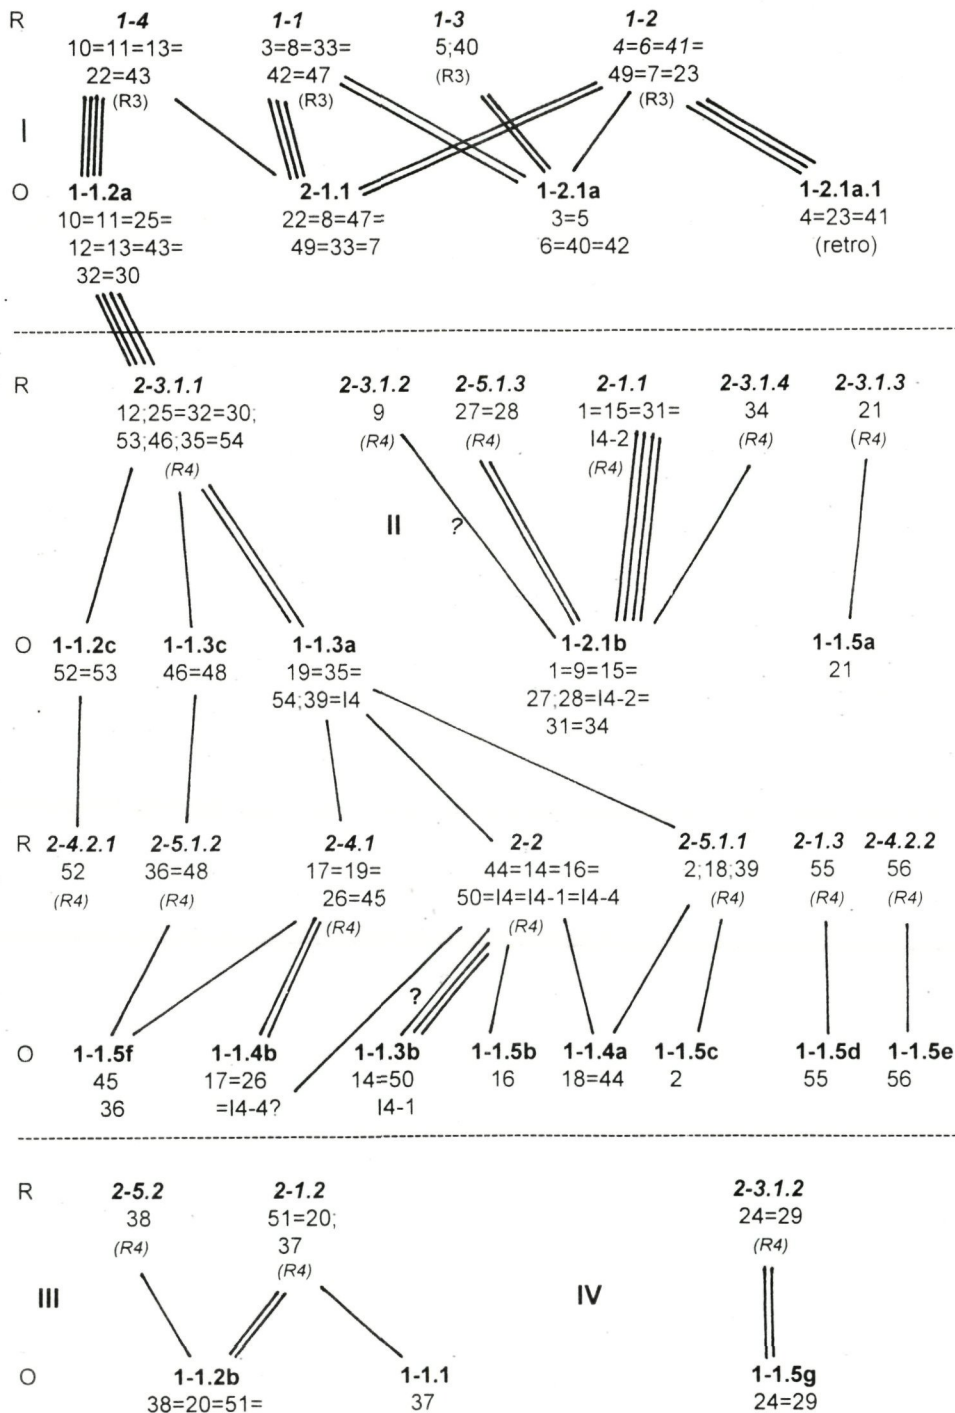 R 1-4 1-1 1-3 1-2
10=11=13= 3=8=33= 5;40 4=6=41=
22=43 42=47 (R3) 49=7=23
(R3) (R3) (R3)
I
O 1-1.2a 2-1.1 1-2.1a 1-2.1a.1
10=11=25= 22=8=47= 3=5 4=23=41
12=13=43= 49=33=7 6=40=42 (retro)
32=30
R 2-3.1.1 2-3.1.2 2-5.1.3 2-1.1 2-3.1.4 2-3.1.3
12;25=32=30; 9 27=28 1=15=31= 34 21
53;46;35=54 (R4) (R4) I4-2 (R4) (R4)
(R4) (R4)
II ?
O 1-1.2c 1-1.3c 1-1.3a 1-2.1b 1-1.5a
52=53 46=48 19=35= 1=9=15= 21
54;39=I4 27;28=I4-2=
31=34
R 2-4.2.1 2-5.1.2 2-4.1 2-2 2-5.1.1 2-1.3 2-4.2.2
52 36=48 17=19= 44=14=16= 2;18;39 55 56
(R4) (R4) 26=45 50=I4=I4-1=I4-4 (R4) (R4) (R4)
(R4) (R4)
?
O 1-1.5f 1-1.4b 1-1.3b 1-1.5b 1-1.4a 1-1.5c 1-1.5d 1-1.5e
45 17=26 14=50 16 18=44 2 55 56
36 =I4-4? I4-1
R 2-5.2 2-1.2 2-3.1.2
38 51=20; 24=29
(R4) 37 (R4)
(R4)
III IV
O 1-1.2b 1-1.1 1-1.5g
38=20=51= 37 24=29